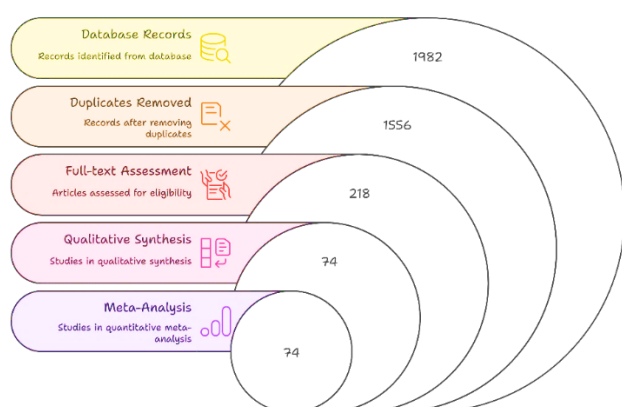 Database Records
Records identified from database
1982
Duplicates Removed
Records after removing
duplicates
1556
Full-text Assessment
Articles assessed for eligibility
218
Qualitative Synthesis
Studies in qualitative synthesis
74
Meta-Analysis
Studies in quantitative meta-
analysis
74